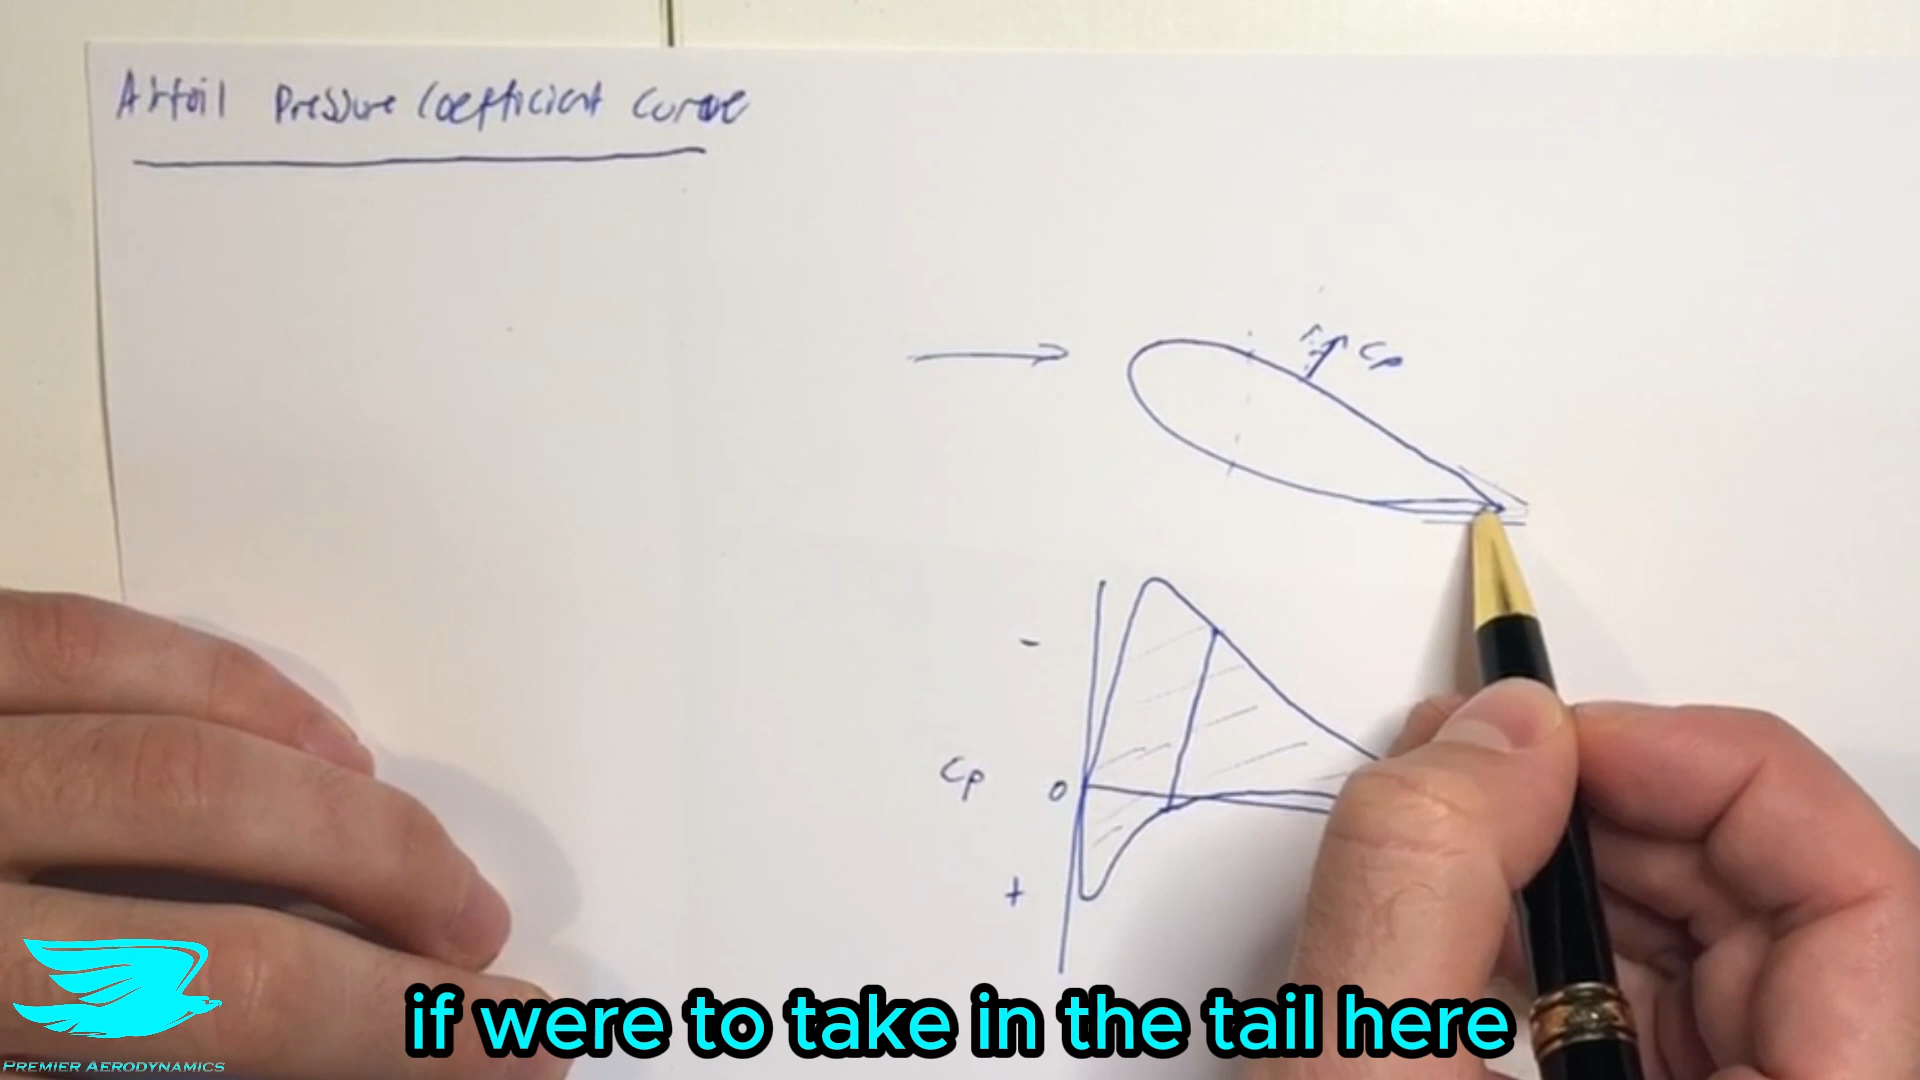 Airfoil Pressure Coefficient Curve
Cp
-
Cp 0
+
if were to take in the tail here
PREMIER AERODYNAMICS